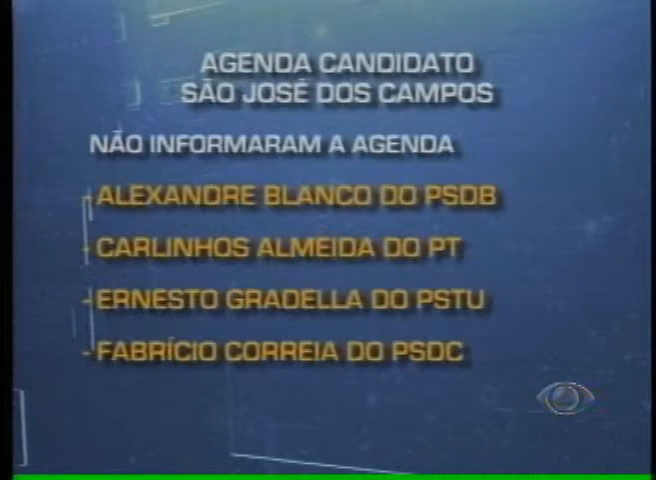 AGENDA CANDIDATO
SÃO JOSÉ DOS CAMPOS
NÃO INFORMARAM A AGENDA
- ALEXANDRE BLANCO DO PSDB
- CARLINHOS ALMEIDA DO PT
- ERNESTO GRADELLA DO PSTU
- FABRÍCIO CORREIA DO PSDC